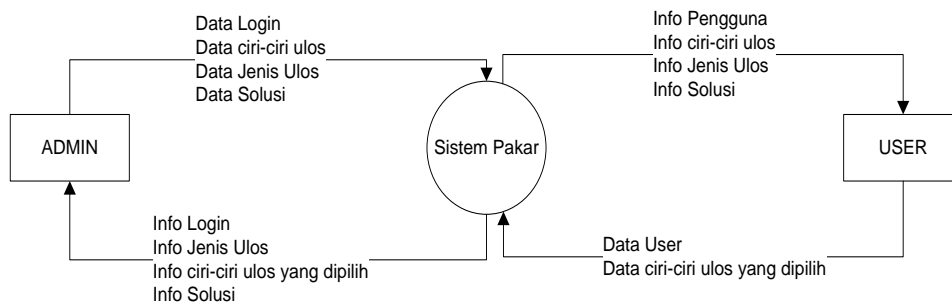 Data Login
Data ciri-ciri ulos
Data Jenis Ulos
Data Solusi
Info Pengguna
Info ciri-ciri ulos
Info Jenis Ulos
Info Solusi
ADMIN
Sistem Pakar
USER
Info Login
Info Jenis Ulos
Info ciri-ciri ulos yang dipilih
Info Solusi
Data User
Data ciri-ciri ulos yang dipilih